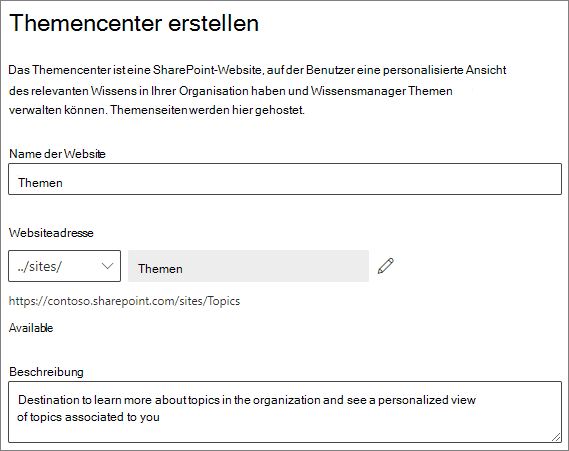 Themencenter erstellen
Das Themencenter ist eine SharePoint-Website, auf der Benutzer eine personalisierte Ansicht
des relevanten Wissens in Ihrer Organisation haben und Wissensmanager Themen
verwalten können. Themenseiten werden hier gehostet.
Name der Website
Themen
Websiteadresse
../sites/
Themen
https://contoso.sharepoint.com/sites/Topics
Available
Beschreibung
Destination to learn more about topics in the organization and see a personalized view
of topics associated to you